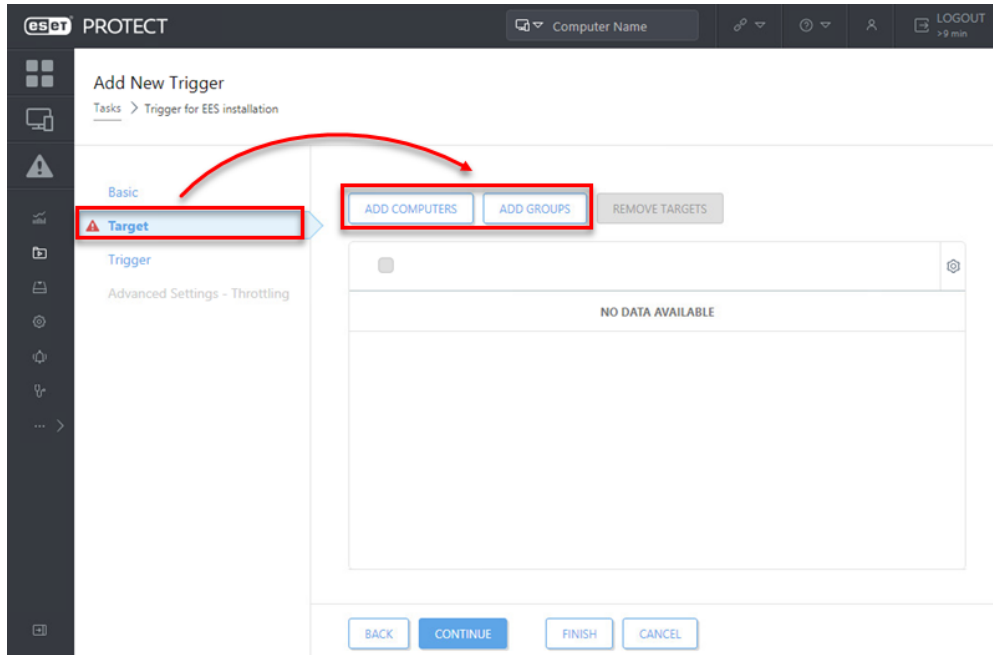 eset PROTECT
Computer Name
LOGOUT
>9 min
Add New Trigger
Tasks > Trigger for EES installation
Basic
Target
Trigger
Advanced Settings - Throttling
ADD COMPUTERS
ADD GROUPS
REMOVE TARGETS
NO DATA AVAILABLE
BACK
CONTINUE
FINISH
CANCEL